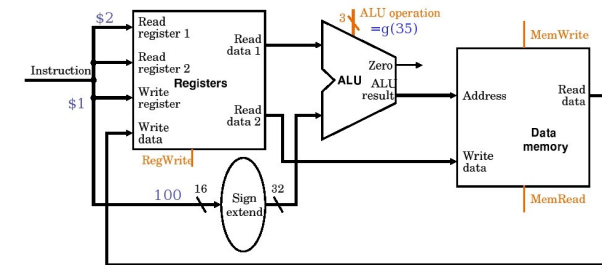 $2
Read
register 1
Read
data 1
3
ALU operation
=g(35)
MemWrite
Instruction
Read
register 2
Registers
Write
register
$1
Read
data 2
Write
data
RegWrite
Zero
ALU
ALU
result
Address
Read
data
Data
memory
Write
data
MemRead
100
16
Sign
extend
32